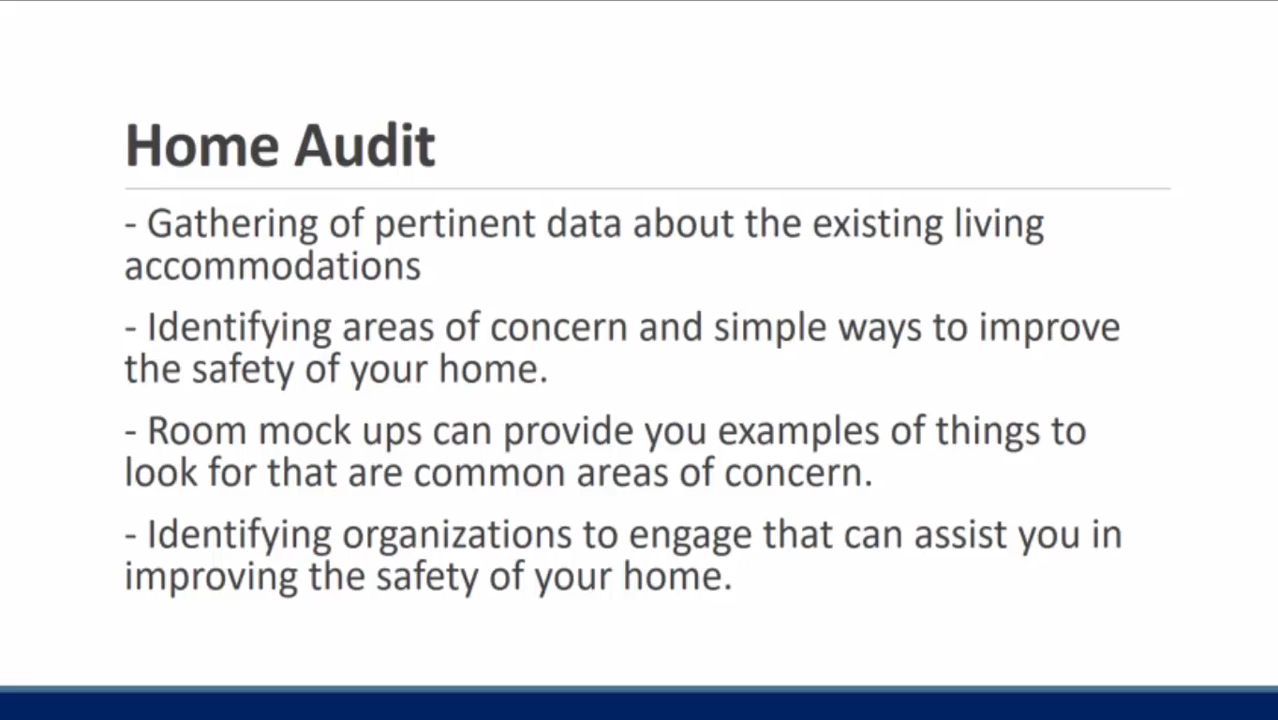 Home Audit
- Gathering of pertinent data about the existing living
accommodations
- Identifying areas of concern and simple ways to improve
the safety of your home.
- Room mock ups can provide you examples of things to
look for that are common areas of concern.
- Identifying organizations to engage that can assist you in
improving the safety of your home.